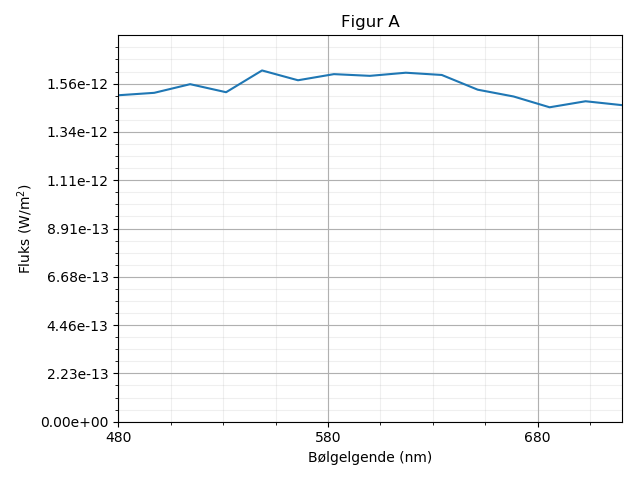 Figur A
1.56e-12
1.34e-12
1.11e-12
8.91e-13
6.68e-13
4.46e-13
2.23e-13
0.00e+00
Fluks (W/m²)
480 580 680
Bølgelgende (nm)